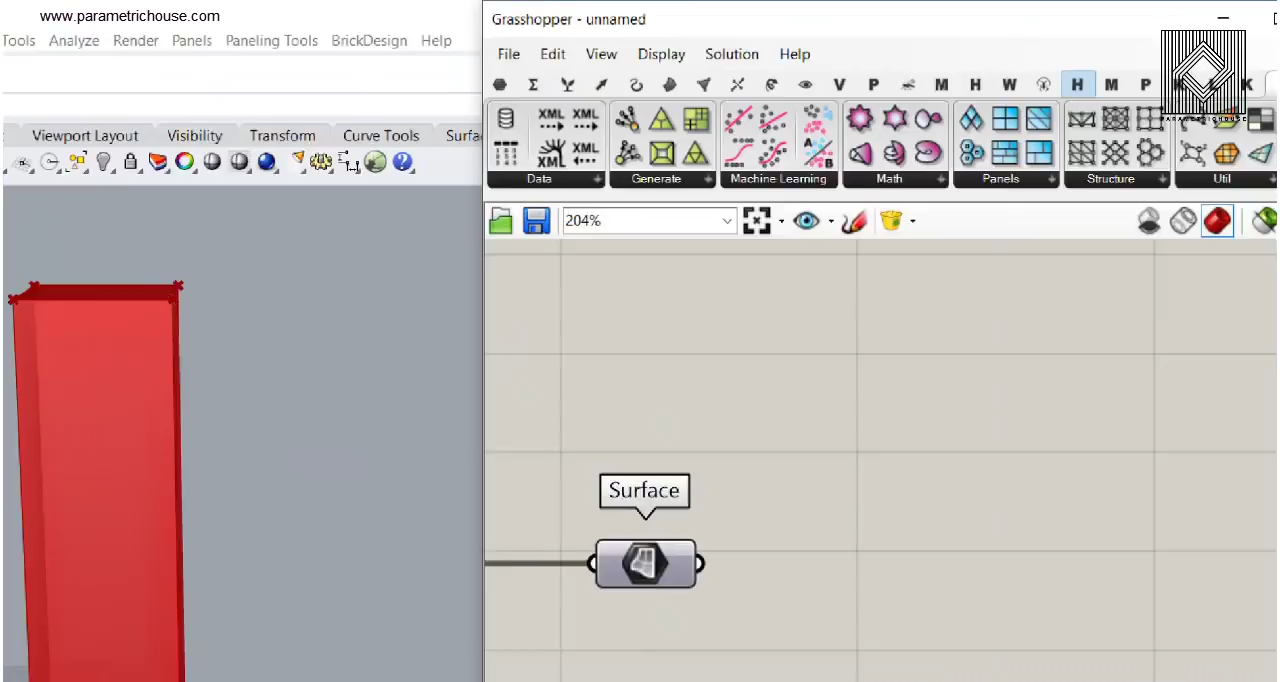 www.parametrichouse.com
Tools Analyze Render Panels Paneling Tools BrickDesign Help
Viewport Layout Visibility Transform Curve Tools Surfa
Grasshopper - unnamed
File Edit View Display Solution Help
Σ V P M H W H M P K L K
XML XML
XML XML
A B
Data Generate Machine Learning Math Panels Structure Util
PARAMETRICHOUSE
204%
Surface